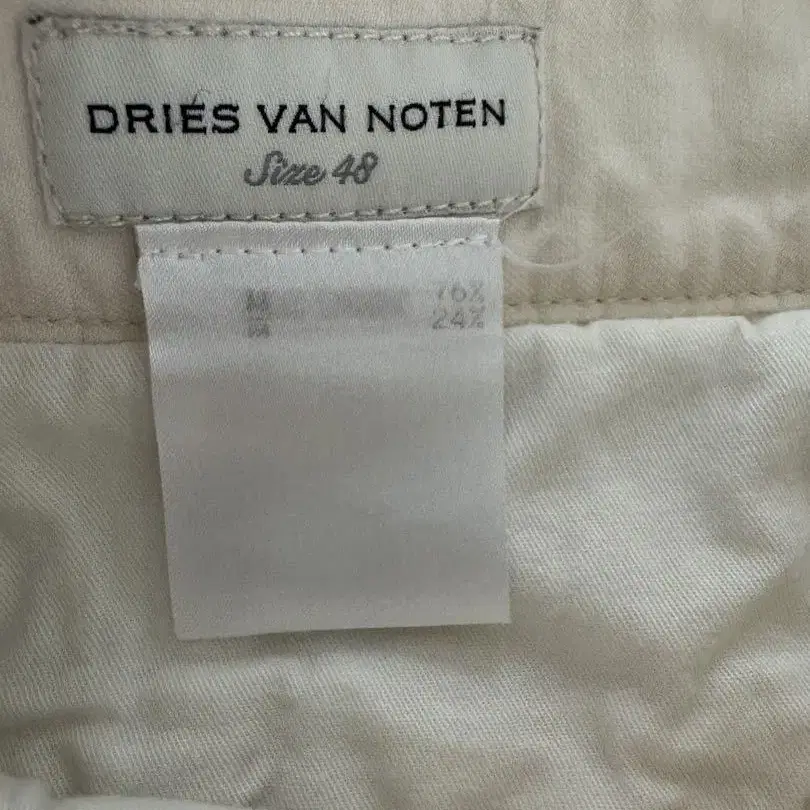 DRIES VAN NOTEN
Size 48
76%
24%